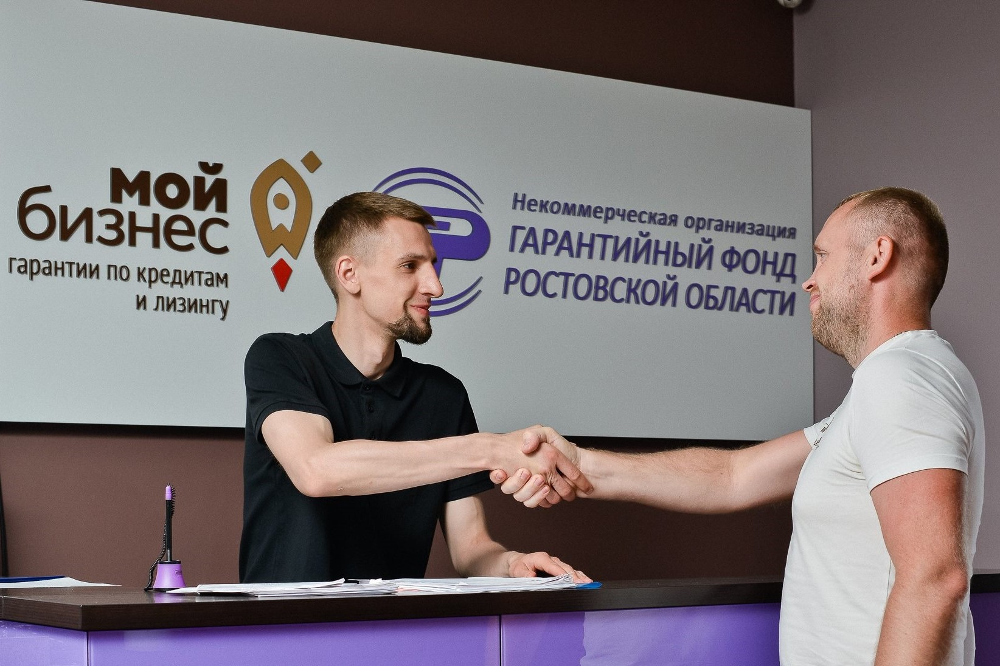 мой
бизнес
гарантии по кредитам
и лизингу
Некоммерческая организация
ГАРАНТИЙНЫЙ ФОНД
РОСТОВСКОЙ ОБЛАСТИ